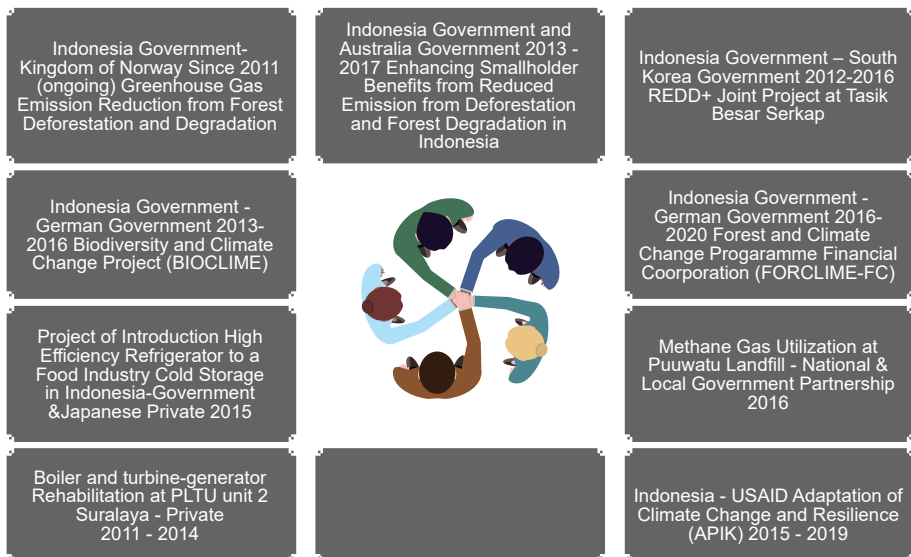 Indonesia Government-
Kingdom of Norway Since 2011
(ongoing) Greenhouse Gas
Emission Reduction from Forest
Deforestation and Degradation
Indonesia Government and
Australia Government 2013 -
2017 Enhancing Smallholder
Benefits from Reduced
Emission from Deforestation
and Forest Degradation in
Indonesia
Indonesia Government – South
Korea Government 2012-2016
REDD+ Joint Project at Tasik
Besar Serkap
Indonesia Government -
German Government 2013-
2016 Biodiversity and Climate
Change Project (BIOCLIME)
Indonesia Government -
German Government 2016-
2020 Forest and Climate
Change Progaramme Financial
Coorporation (FORCLIME-FC)
Project of Introduction High
Efficiency Refrigerator to a
Food Industry Cold Storage
in Indonesia-Government
&Japanese Private 2015
Methane Gas Utilization at
Puuwatu Landfill - National &
Local Government Partnership
2016
Boiler and turbine-generator
Rehabilitation at PLTU unit 2
Suralaya - Private
2011 - 2014
Indonesia - USAID Adaptation of
Climate Change and Resilience
(APIK) 2015 - 2019